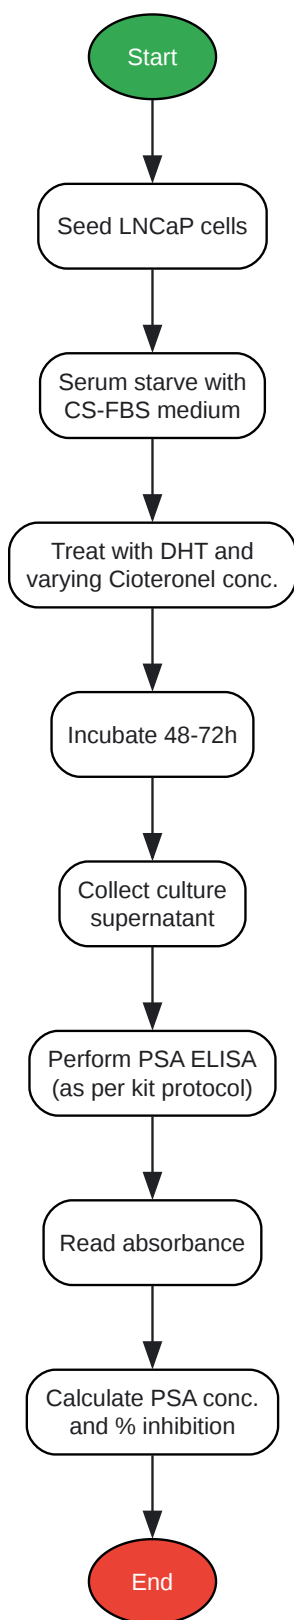 Start
Seed LNCaP cells
Serum starve with
CS-FBS medium
Treat with DHT and
varying Cioteronel conc.
Incubate 48-72h
Collect culture
supernatant
Perform PSA ELISA
(as per kit protocol)
Read absorbance
Calculate PSA conc.
and % inhibition
End